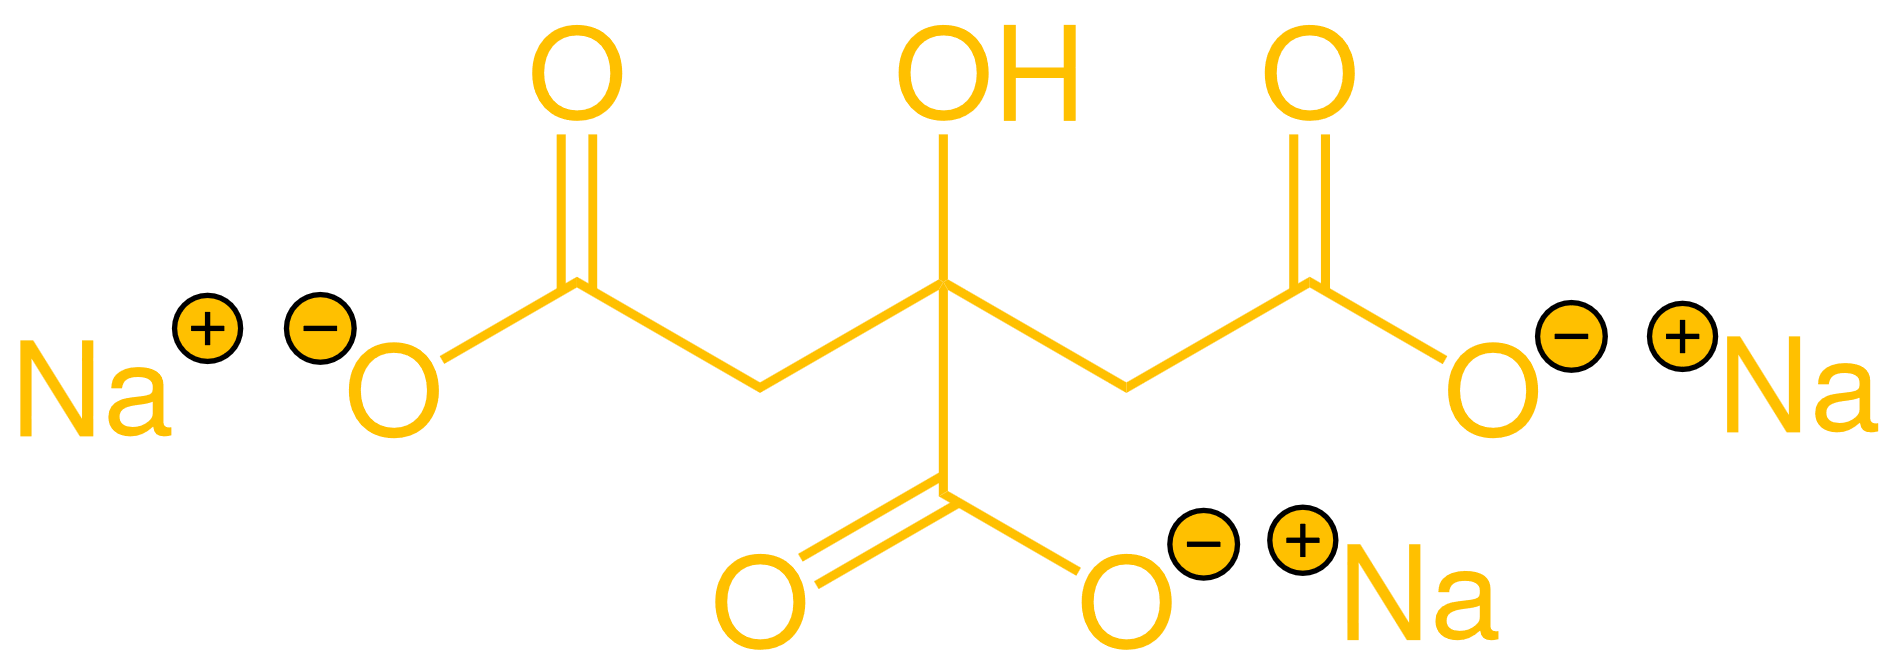 O OH O
Na + − O O − + Na
O O − + Na